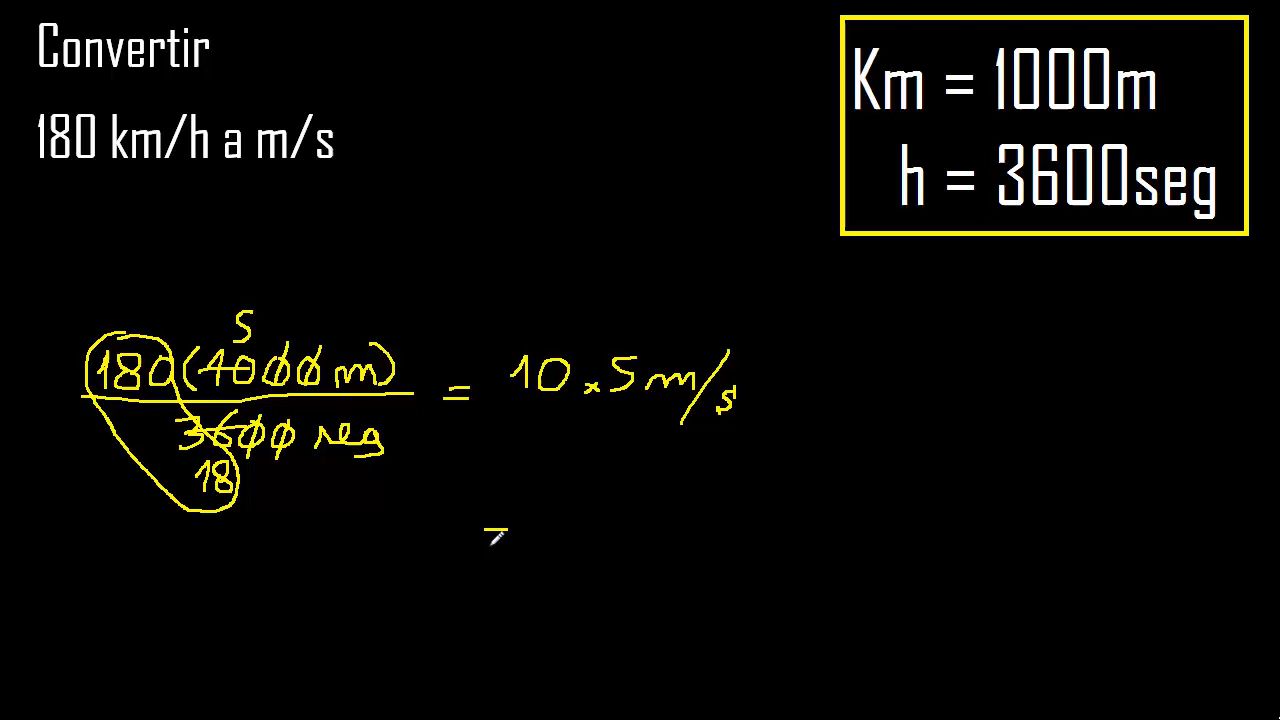 Convertir
180 km/h a m/s
Km = 1000m
h = 3600seg
5
180 (1000 m) = 10 × 5 m/s
3600 seg
18